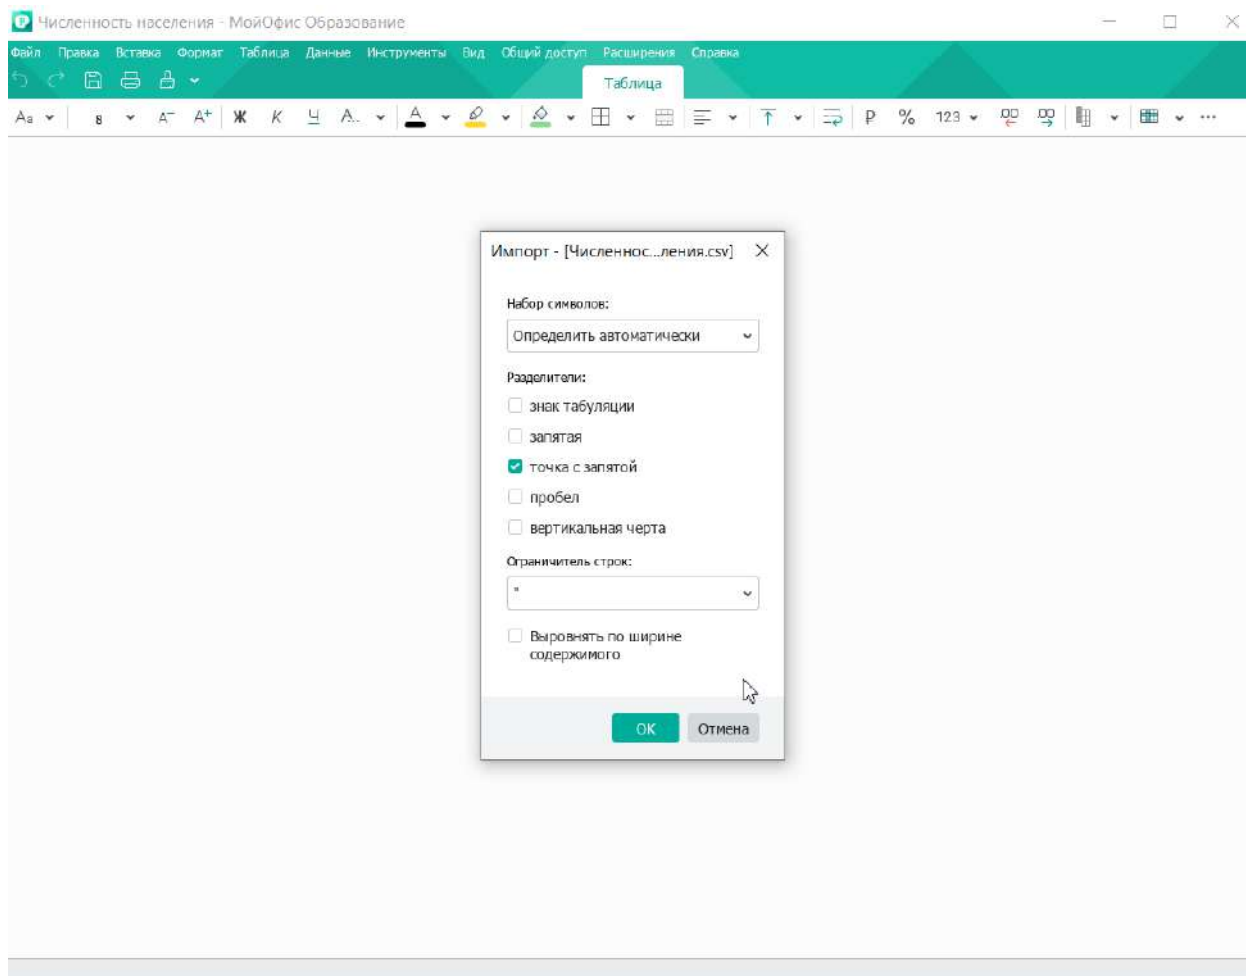 Численность населения - МойОфис Образование
Файл Правка Вставка Формат Таблица Данные Инструменты Вид Общий доступ Расширения Справка
Таблица
Aa 8 A⁻ A⁺ Ж К Ч А.. А ₽ % 123 ...
Импорт - [Численнос...ления.csv]
Набор символов:
Определить автоматически
Разделители:
знак табуляции
запятая
точка с запятой
пробел
вертикальная черта
Ограничитель строк:
"
Выровнять по ширине
содержимого
OK Отмена